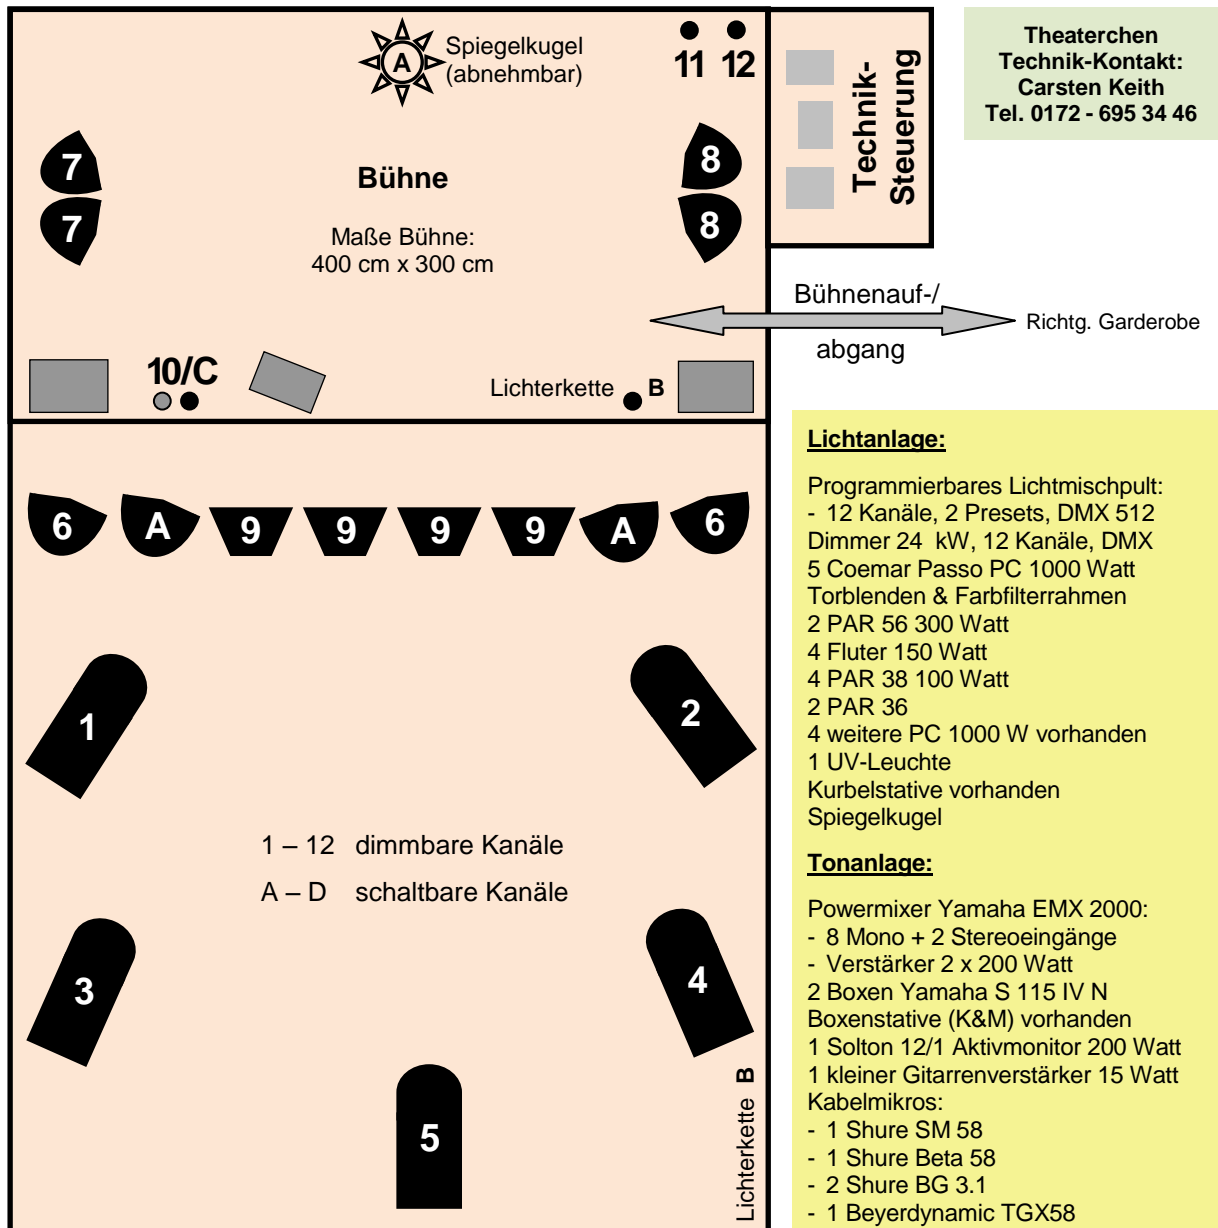 Spiegelkugel
(abnehmbar)
A
11 12
Technik-
Steuerung
Theaterchen
Technik-Kontakt:
Carsten Keith
Tel. 0172 - 695 34 46
7
7
Bühne
Maße Bühne:
400 cm x 300 cm
8
8
Bühnenauf-/
abgang
Richtg. Garderobe
10/C
Lichterkette B
6 A 9 9 9 9 A 6
1
2
1 – 12 dimmbare Kanäle
A – D schaltbare Kanäle
3
4
5
Lichterkette B
Lichtanlage:
Programmierbares Lichtmischpult:
- 12 Kanäle, 2 Presets, DMX 512
Dimmer 24 kW, 12 Kanäle, DMX
5 Coemar Passo PC 1000 Watt
Torblenden & Farbfilterrahmen
2 PAR 56 300 Watt
4 Fluter 150 Watt
4 PAR 38 100 Watt
2 PAR 36
4 weitere PC 1000 W vorhanden
1 UV-Leuchte
Kurbelstative vorhanden
Spiegelkugel
Tonanlage:
Powermixer Yamaha EMX 2000:
- 8 Mono + 2 Stereoeingänge
- Verstärker 2 x 200 Watt
2 Boxen Yamaha S 115 IV N
Boxenstative (K&M) vorhanden
1 Solton 12/1 Aktivmonitor 200 Watt
1 kleiner Gitarrenverstärker 15 Watt
Kabelmikros:
- 1 Shure SM 58
- 1 Shure Beta 58
- 2 Shure BG 3.1
- 1 Beyerdynamic TGX58